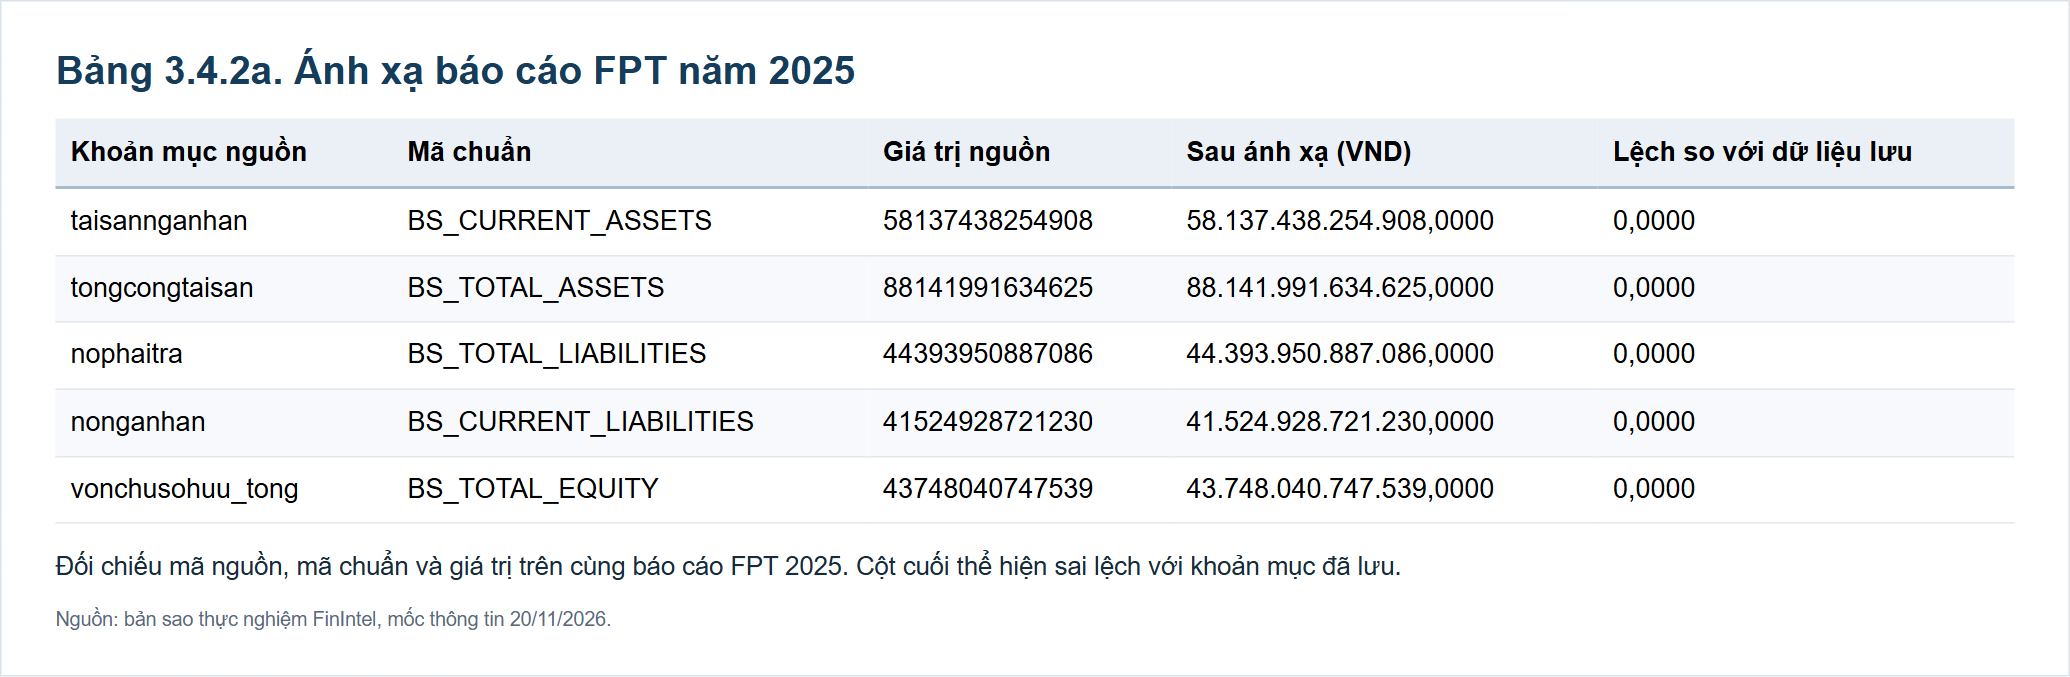 Bảng 3.4.2a. Ánh xạ báo cáo FPT năm 2025
Khoản mục nguồn Mã chuẩn Giá trị nguồn Sau ánh xạ (VND) Lệch so với dữ liệu lưu
taisannganhan BS_CURRENT_ASSETS 58137438254908 58.137.438.254.908,0000 0,0000
tongcongtaisan BS_TOTAL_ASSETS 88141991634625 88.141.991.634.625,0000 0,0000
nophaitra BS_TOTAL_LIABILITIES 44393950887086 44.393.950.887.086,0000 0,0000
nonganhan BS_CURRENT_LIABILITIES 41524928721230 41.524.928.721.230,0000 0,0000
vonchusohuu_tong BS_TOTAL_EQUITY 43748040747539 43.748.040.747.539,0000 0,0000
Đối chiếu mã nguồn, mã chuẩn và giá trị trên cùng báo cáo FPT 2025. Cột cuối thể hiện sai lệch với khoản mục đã lưu.
Nguồn: bản sao thực nghiệm FinIntel, mốc thông tin 20/11/2026.